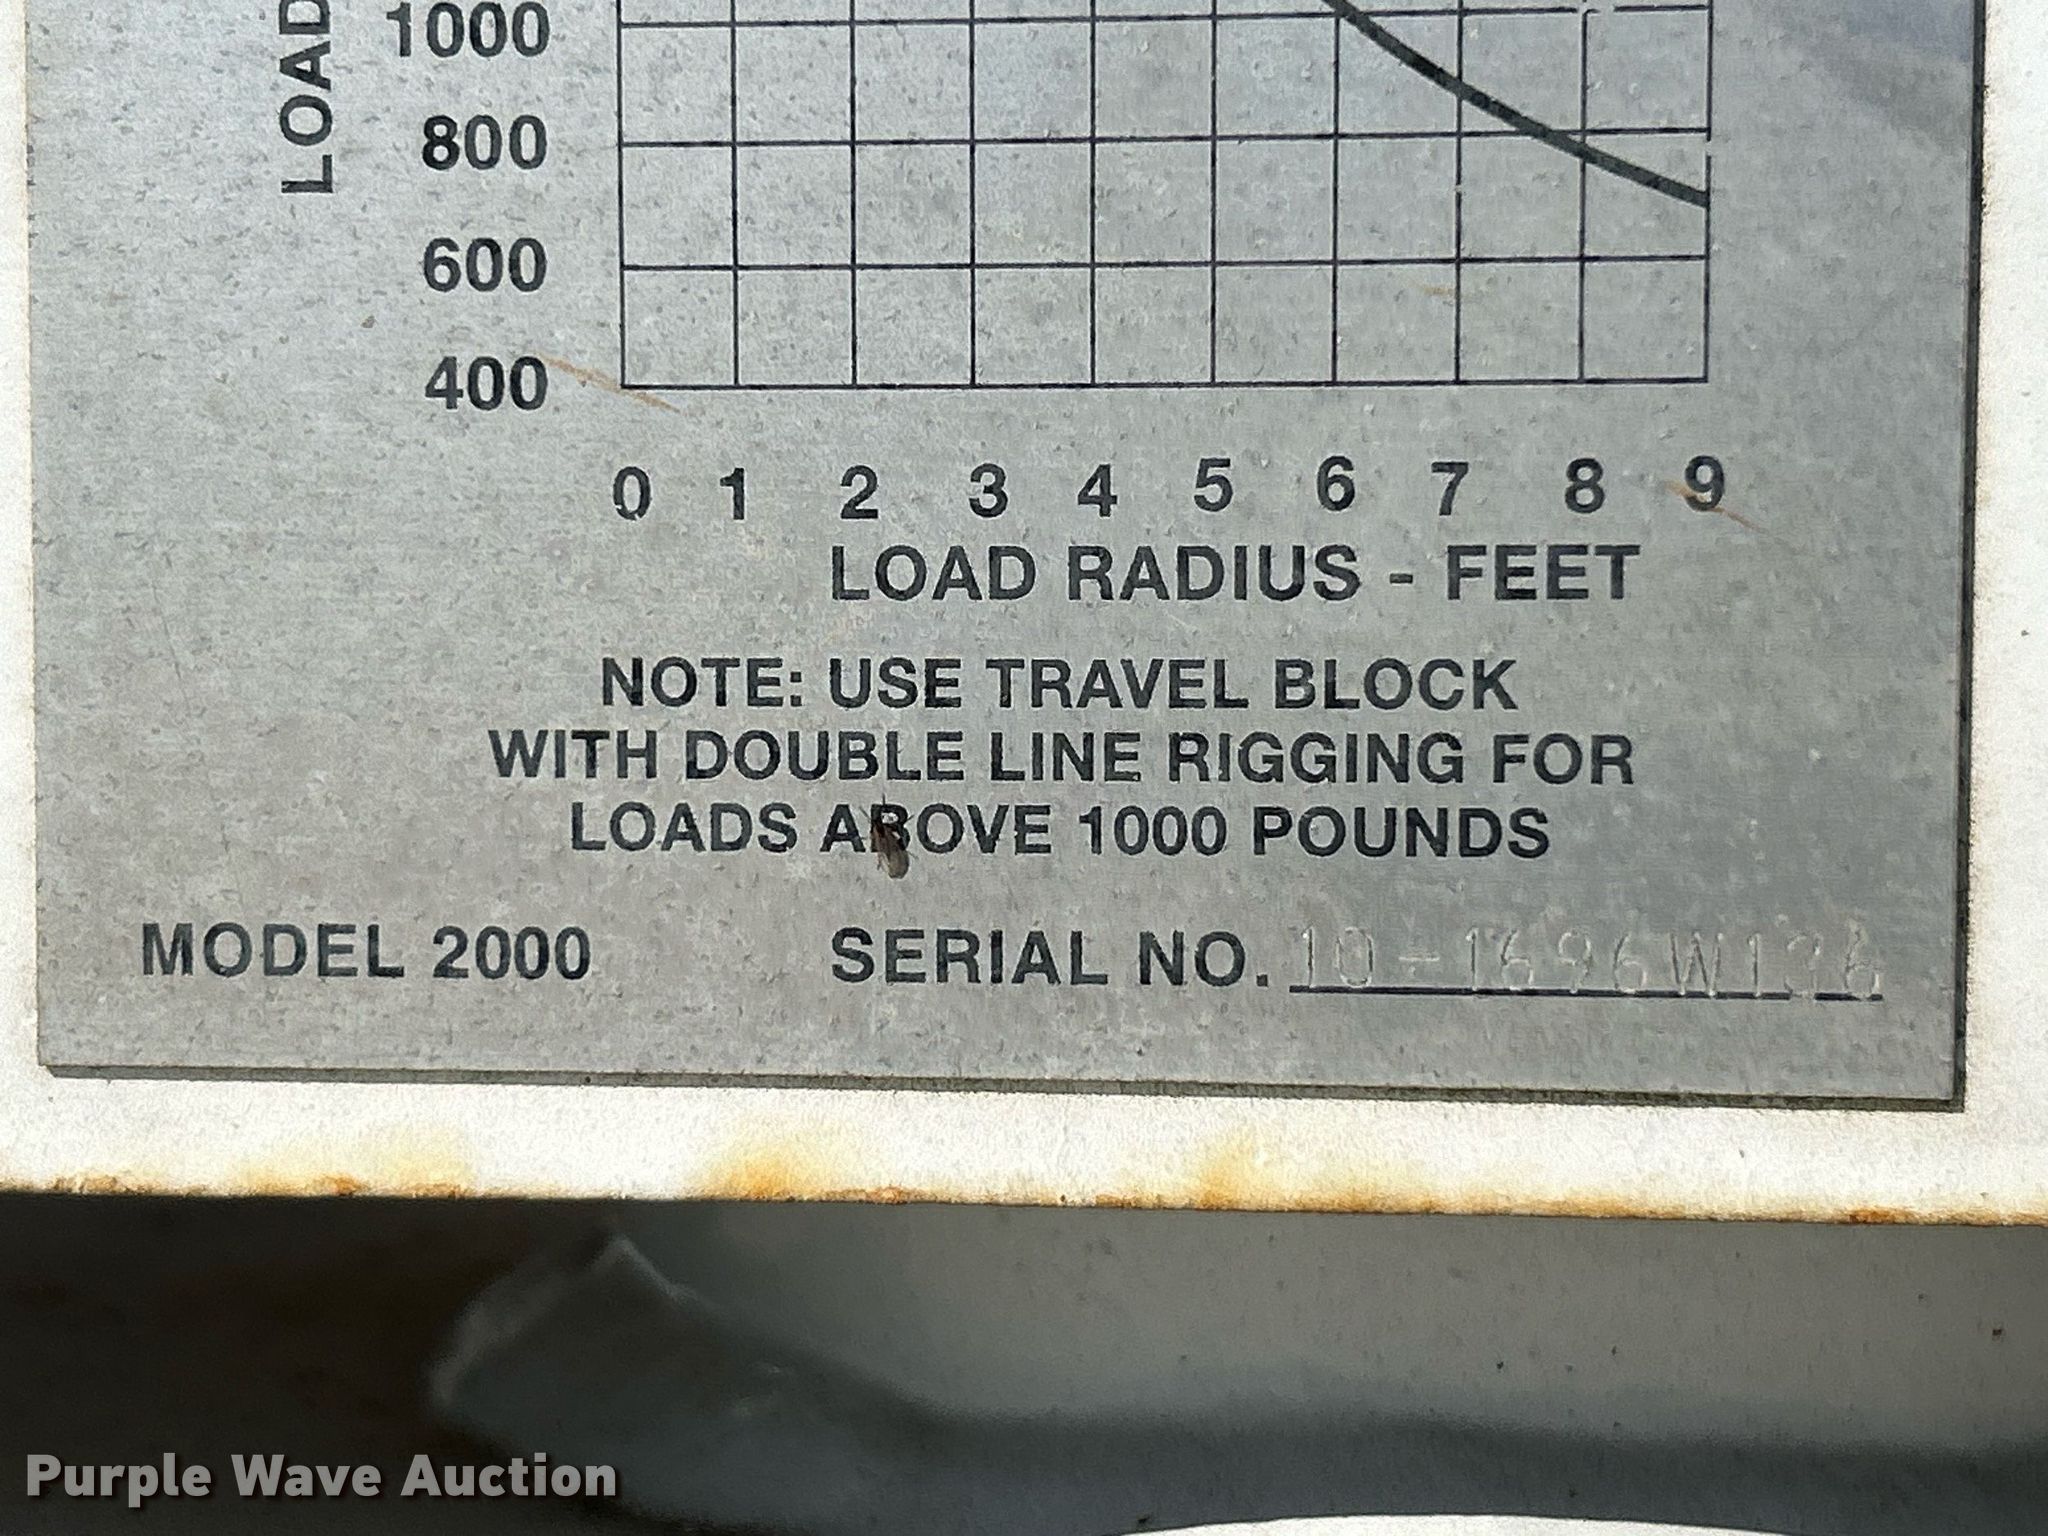 LOAD
1000
800
600
400
0 1 2 3 4 5 6 7 8 9
LOAD RADIUS - FEET
NOTE: USE TRAVEL BLOCK
WITH DOUBLE LINE RIGGING FOR
LOADS ABOVE 1000 POUNDS
MODEL 2000 SERIAL NO. 10-1696W136
Purple Wave Auction